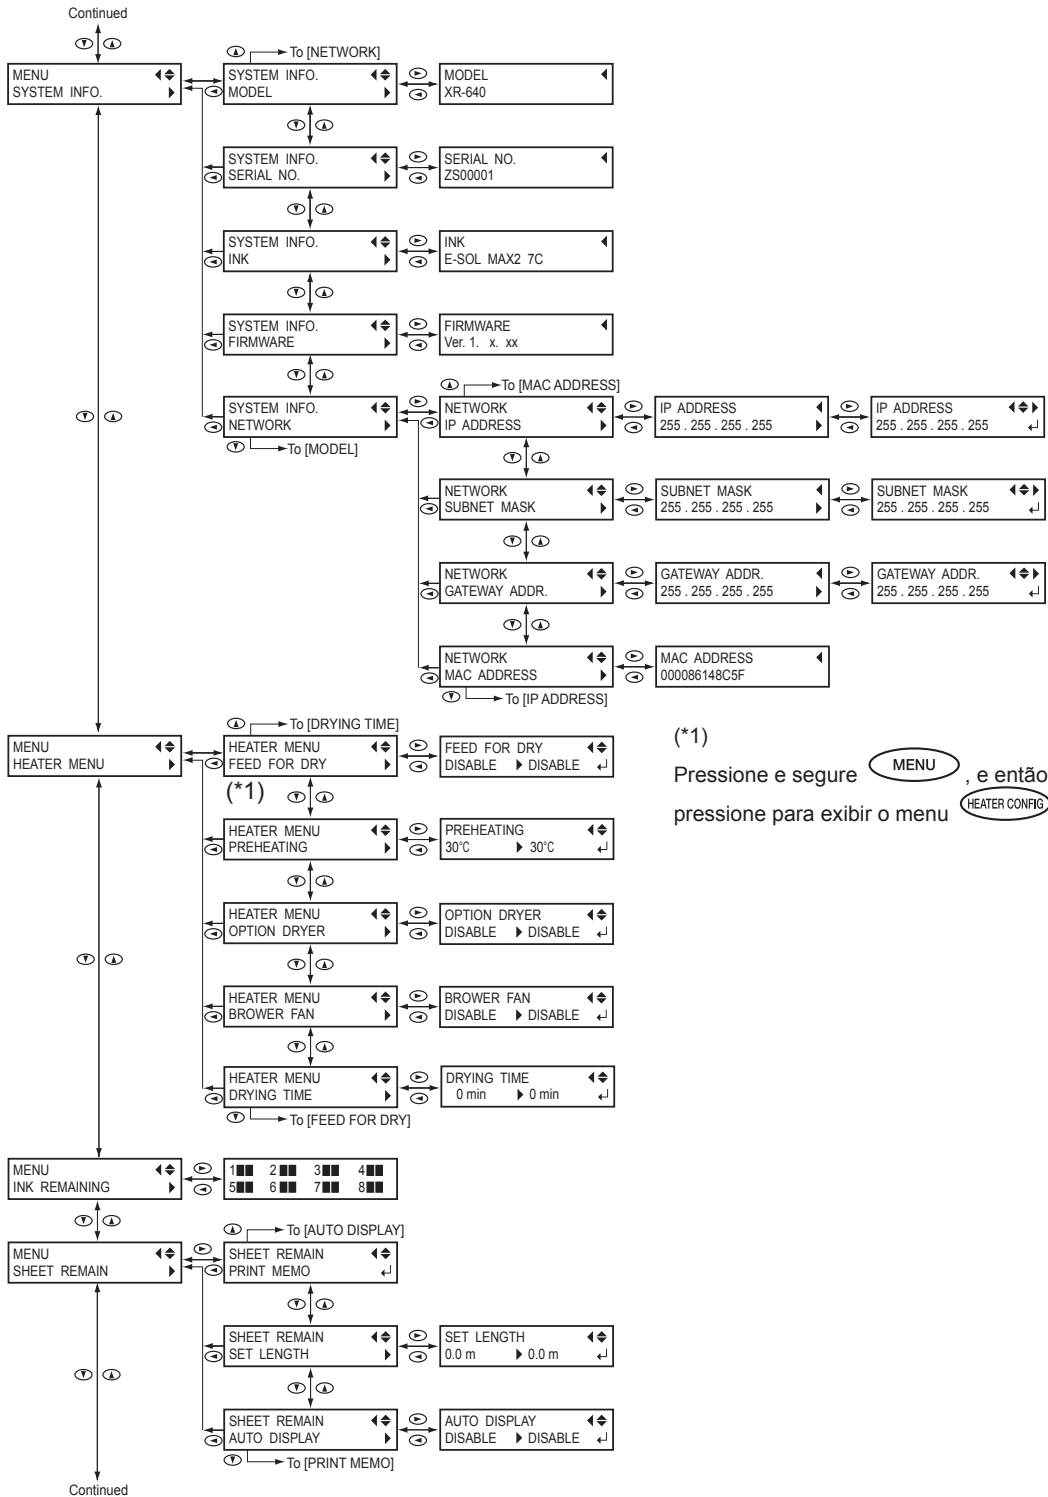 Continued
To [NETWORK]
MENU
SYSTEM INFO.
SYSTEM INFO.
MODEL
MODEL
XR-640
SYSTEM INFO.
SERIAL NO.
SERIAL NO.
ZS00001
SYSTEM INFO.
INK
INK
E-SOL MAX2 7C
SYSTEM INFO.
FIRMWARE
FIRMWARE
Ver. 1. x. xx
To [MAC ADDRESS]
SYSTEM INFO.
NETWORK
NETWORK
IP ADDRESS
IP ADDRESS
255 . 255 . 255 . 255
IP ADDRESS
255 . 255 . 255 . 255
To [MODEL]
NETWORK
SUBNET MASK
SUBNET MASK
255 . 255 . 255 . 255
SUBNET MASK
255 . 255 . 255 . 255
NETWORK
GATEWAY ADDR.
GATEWAY ADDR.
255 . 255 . 255 . 255
GATEWAY ADDR.
255 . 255 . 255 . 255
NETWORK
MAC ADDRESS
MAC ADDRESS
000086148C5F
To [IP ADDRESS]
To [DRYING TIME]
MENU
HEATER MENU
HEATER MENU
FEED FOR DRY
FEED FOR DRY
DISABLE DISABLE
(*1)
(*1)
Pressione e segure MENU , e então
pressione para exibir o menu HEATER CONFIG
HEATER MENU
PREHEATING
PREHEATING
30°C 30°C
HEATER MENU
OPTION DRYER
OPTION DRYER
DISABLE DISABLE
HEATER MENU
BROWER FAN
BROWER FAN
DISABLE DISABLE
HEATER MENU
DRYING TIME
DRYING TIME
0 min 0 min
To [FEED FOR DRY]
MENU
INK REMAINING
1 2 3 4
5 6 7 8
To [AUTO DISPLAY]
MENU
SHEET REMAIN
SHEET REMAIN
PRINT MEMO
SHEET REMAIN
SET LENGTH
SET LENGTH
0.0 m 0.0 m
SHEET REMAIN
AUTO DISPLAY
AUTO DISPLAY
DISABLE DISABLE
To [PRINT MEMO]
Continued